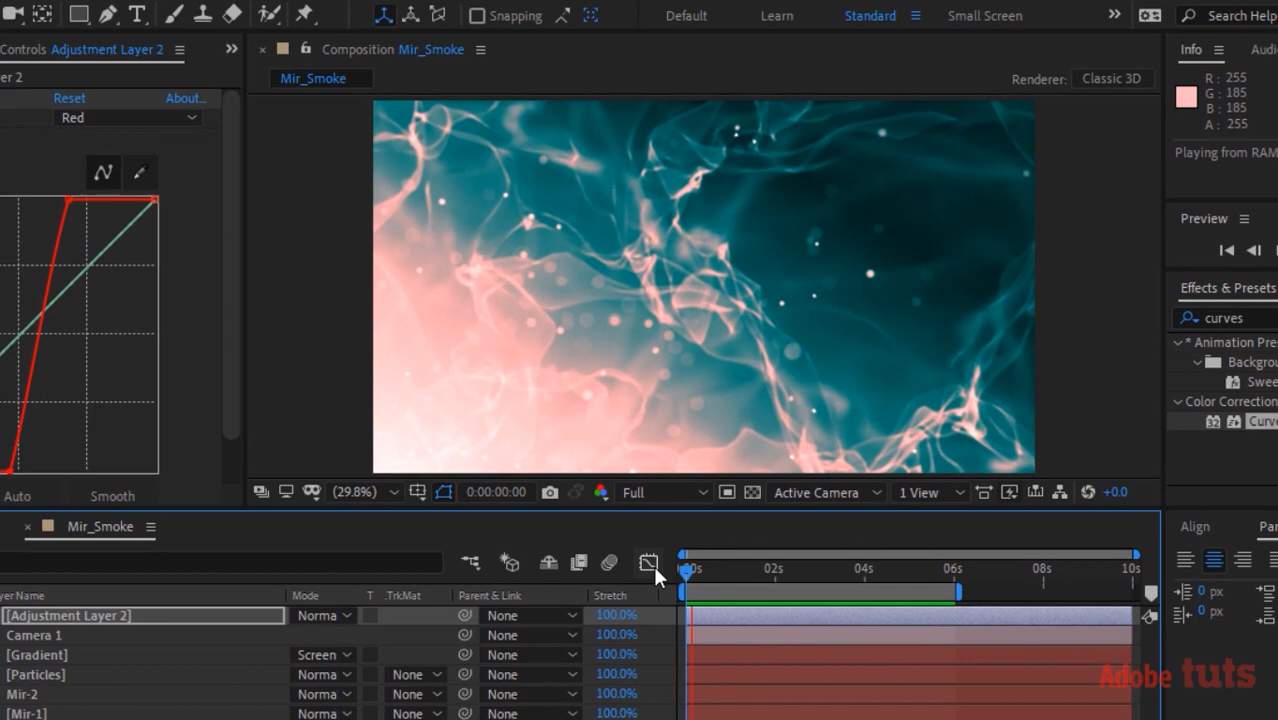 Snapping
Default
Learn
Standard
Small Screen
Search Help
Controls Adjustment Layer 2
Composition Mir_Smoke
Info
Audi
er 2
Mir_Smoke
Renderer:
Classic 3D
R: 255
G: 185
B: 185
A: 255
Reset
About...
Red
Playing from RAM
Preview
Effects & Presets
curves
* Animation Pre
Backgrou
Swee
Color Correction
32
Curve
Auto
Smooth
(29.8%)
0:00:00:00
Full
Active Camera
1 View
+0.0
Mir_Smoke
Align
Par
00s
02s
04s
06s
08s
10s
ayer Name
Mode
T
.TrkMat
Parent & Link
Stretch
0 px
0 px
[Adjustment Layer 2]
Norma
None
100.0%
Camera 1
None
100.0%
[Gradient]
Screen
None
100.0%
[Particles]
Norma
None
None
100.0%
Mir-2
Norma
None
None
100.0%
[Mir-1]
Norma
None
None
100.0%
Adobe tuts